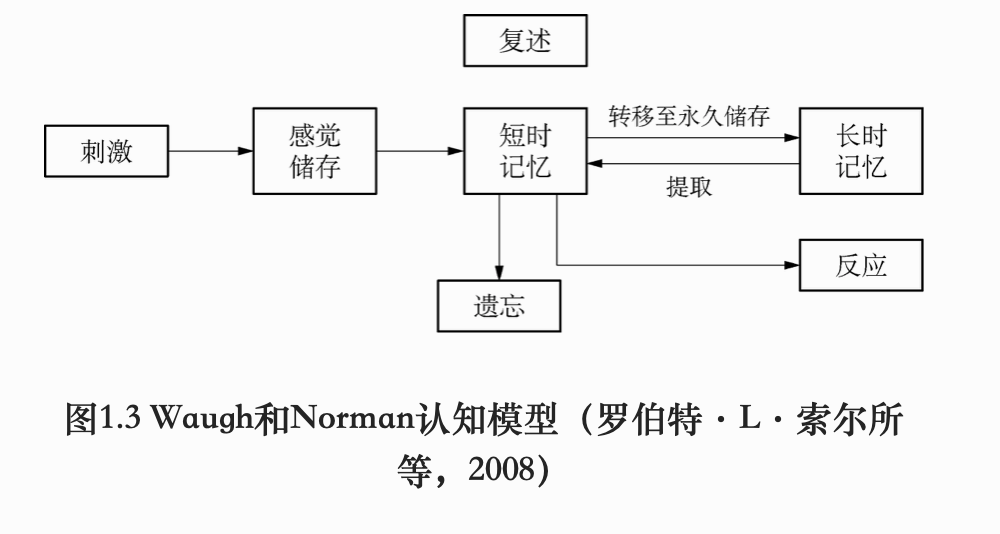 复述
刺激
感觉
储存
短时
记忆
转移至永久储存
提取
长时
记忆
反应
遗忘
图1.3 Waugh和Norman认知模型（罗伯特·L·索尔所
等，2008）